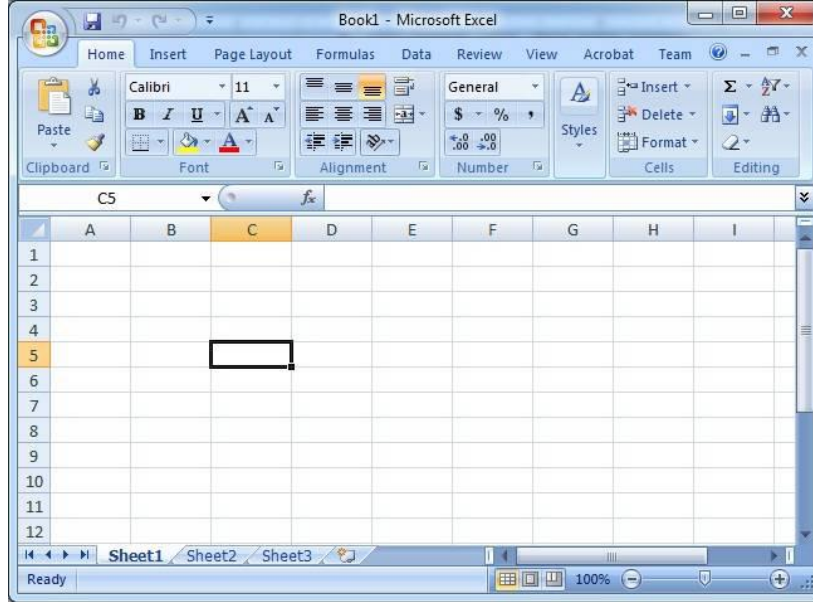 Book1 - Microsoft Excel
Home Insert Page Layout Formulas Data Review View Acrobat Team
Calibri 11 General Insert
B I U A A $ % , Delete
Paste A .0 .00 .00 .0 Styles Format
Clipboard Font Alignment Number Cells Editing
C5 fx
A B C D E F G H I
1
2
3
4
5
6
7
8
9
10
11
12
Sheet1 Sheet2 Sheet3
Ready 100%